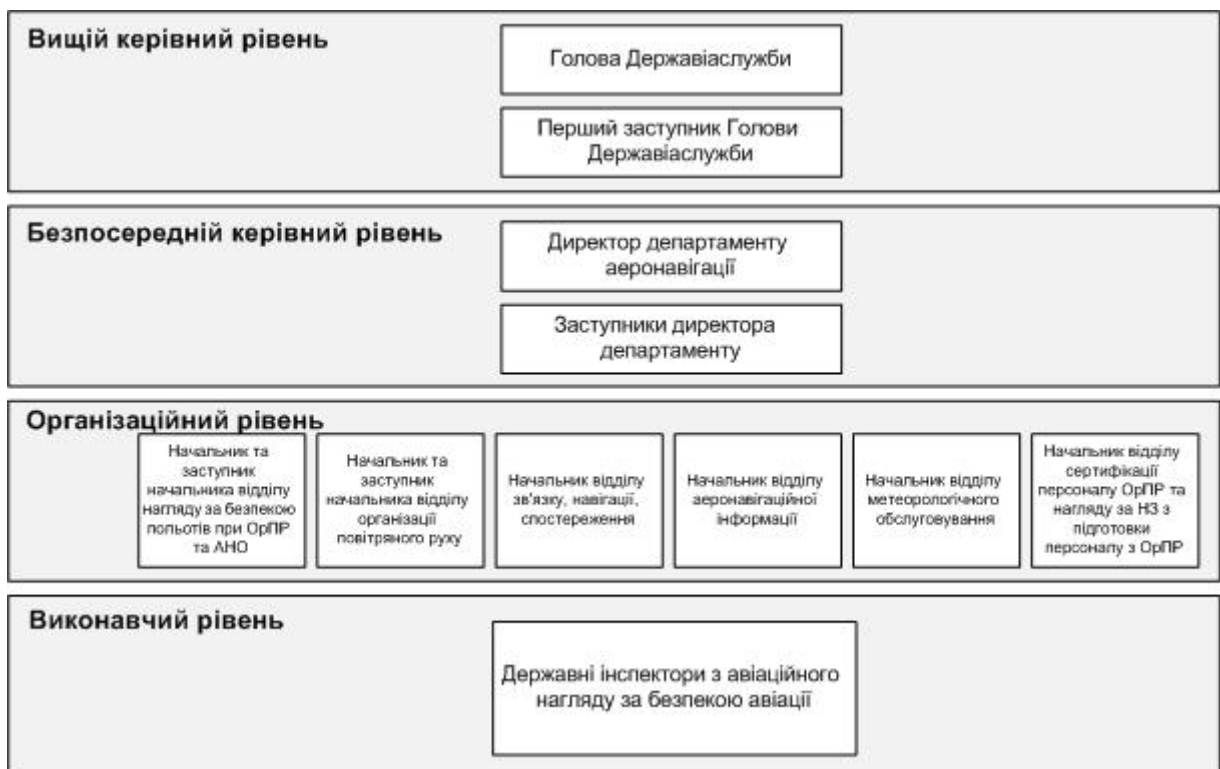 Вищій керівний рівень
Голова Державіаслужби
Перший заступник Голови
Державіаслужби
Безпосередній керівний рівень
Директор департаменту
аеронавігації
Заступники директора
департаменту
Організаційний рівень
Начальник та
заступник
начальника відділу
нагляду за безпекою
польотів при ОрПР
та АНО
Начальник та
заступник
начальника відділу
організації
повітряного руху
Начальник відділу
зв'язку, навігації,
спостереження
Начальник відділу
аеронавігаційної
інформації
Начальник відділу
метеорологічного
обслуговування
Начальник відділу
сертифікації
персоналу ОрПР та
нагляду за НЗ з
підготовки
персоналу з ОрПР
Виконавчий рівень
Державні інспектори з авіаційного
нагляду за безпекою авіації